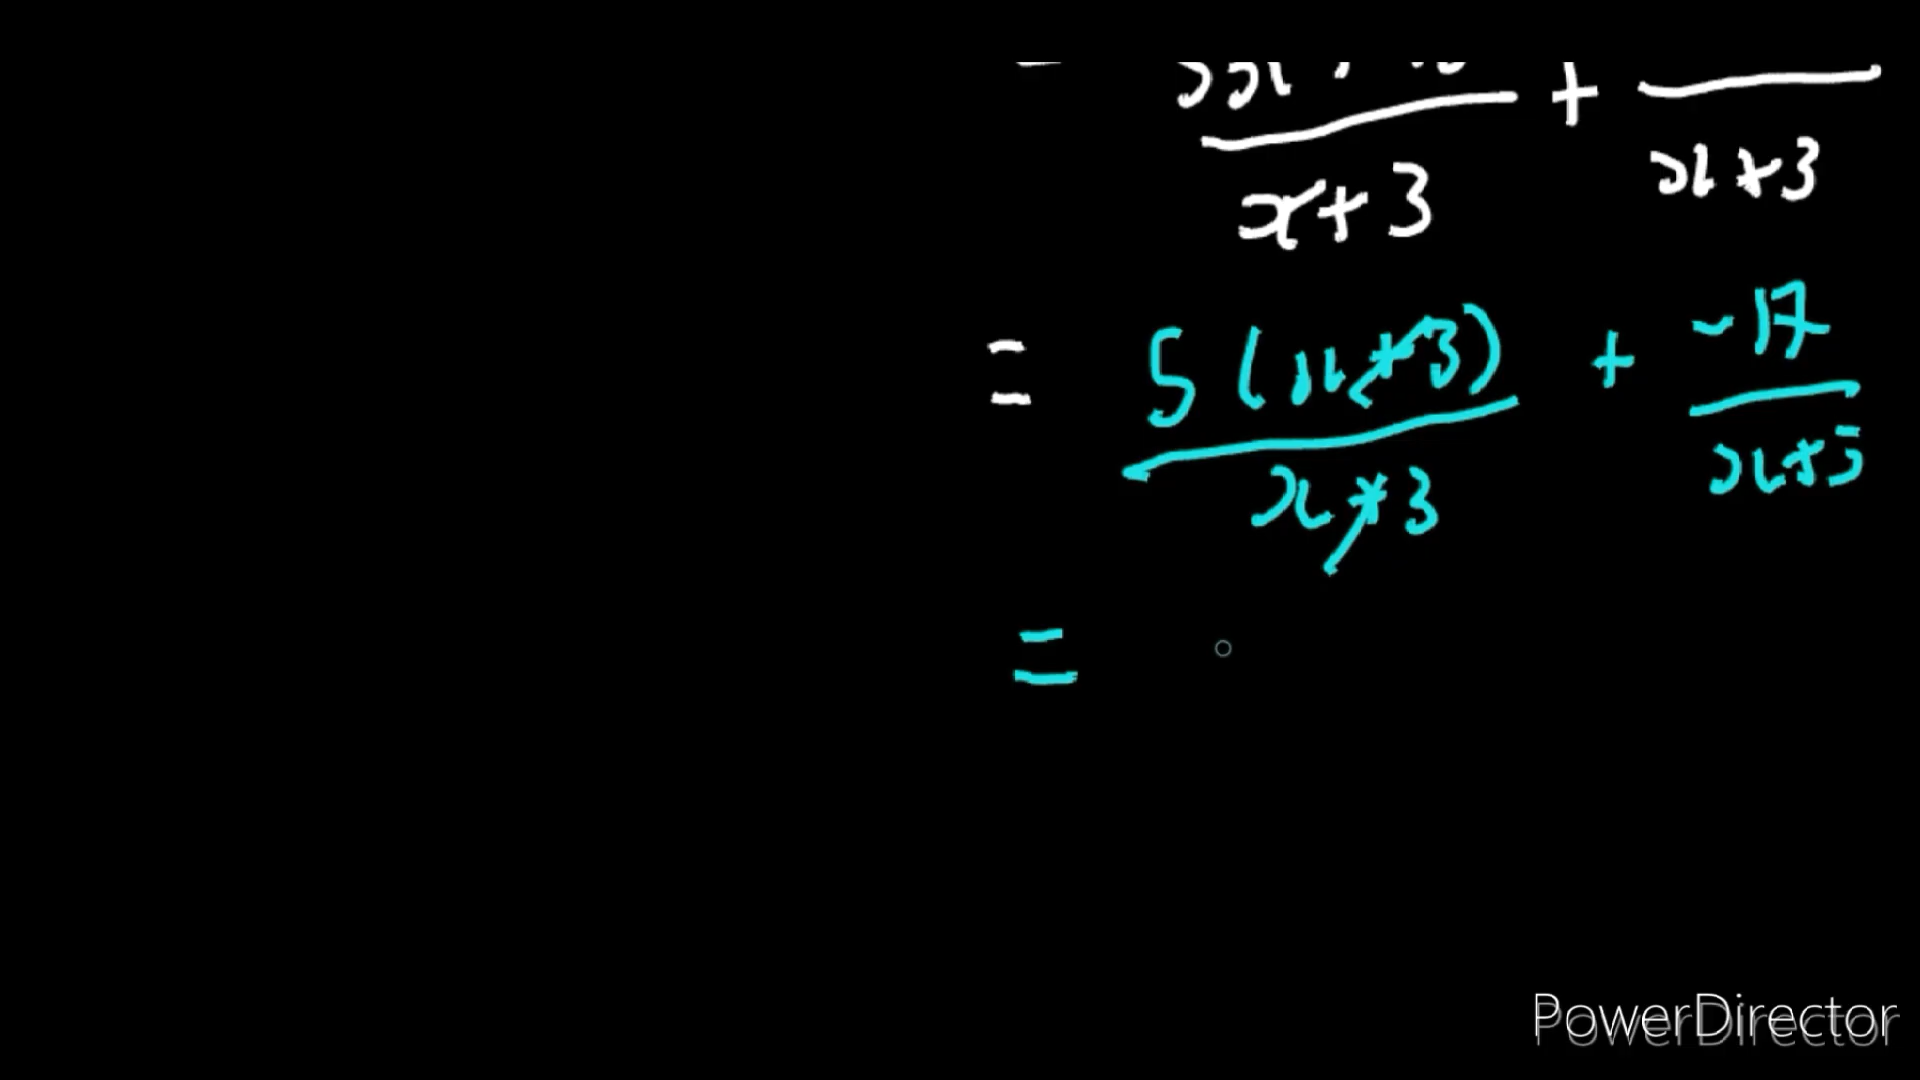 +
x+3 x+3
= 5(x+3) + -17
x+3 x+3
=
PowerDirector